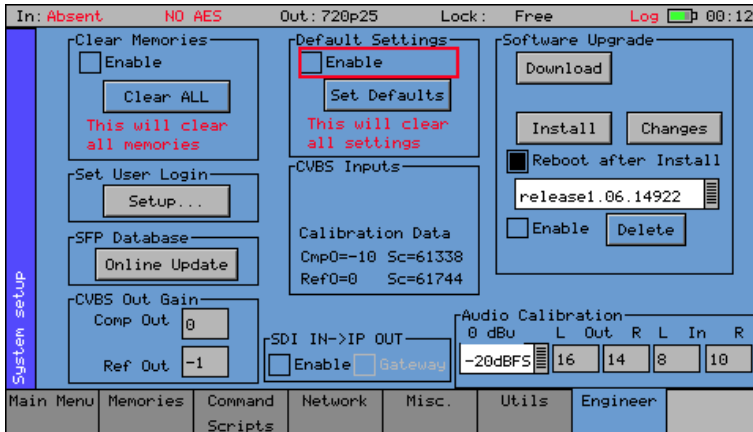 In: Absent NO AES Out: 720p25 Lock: Free Log 00:12
System setup
Clear Memories
Enable
Clear ALL
This will clear
all memories
Set User Login
Setup...
SFP Database
Online Update
CVBS Out Gain
Comp Out 0
Ref Out -1
Default Settings
Enable
Set Defaults
This will clear
all settings
CVBS Inputs
Calibration Data
CmpO=-10 Sc=61338
RefO=0 Sc=61744
SDI IN->IP OUT
Enable Gateway
Software Upgrade
Download
Install Changes
Reboot after Install
release1.06.14922
Enable Delete
Audio Calibration
0 dBu L Out R L In R
-20dBFS 16 14 8 10
Main Menu Memories Command Scripts Network Misc. Utils Engineer